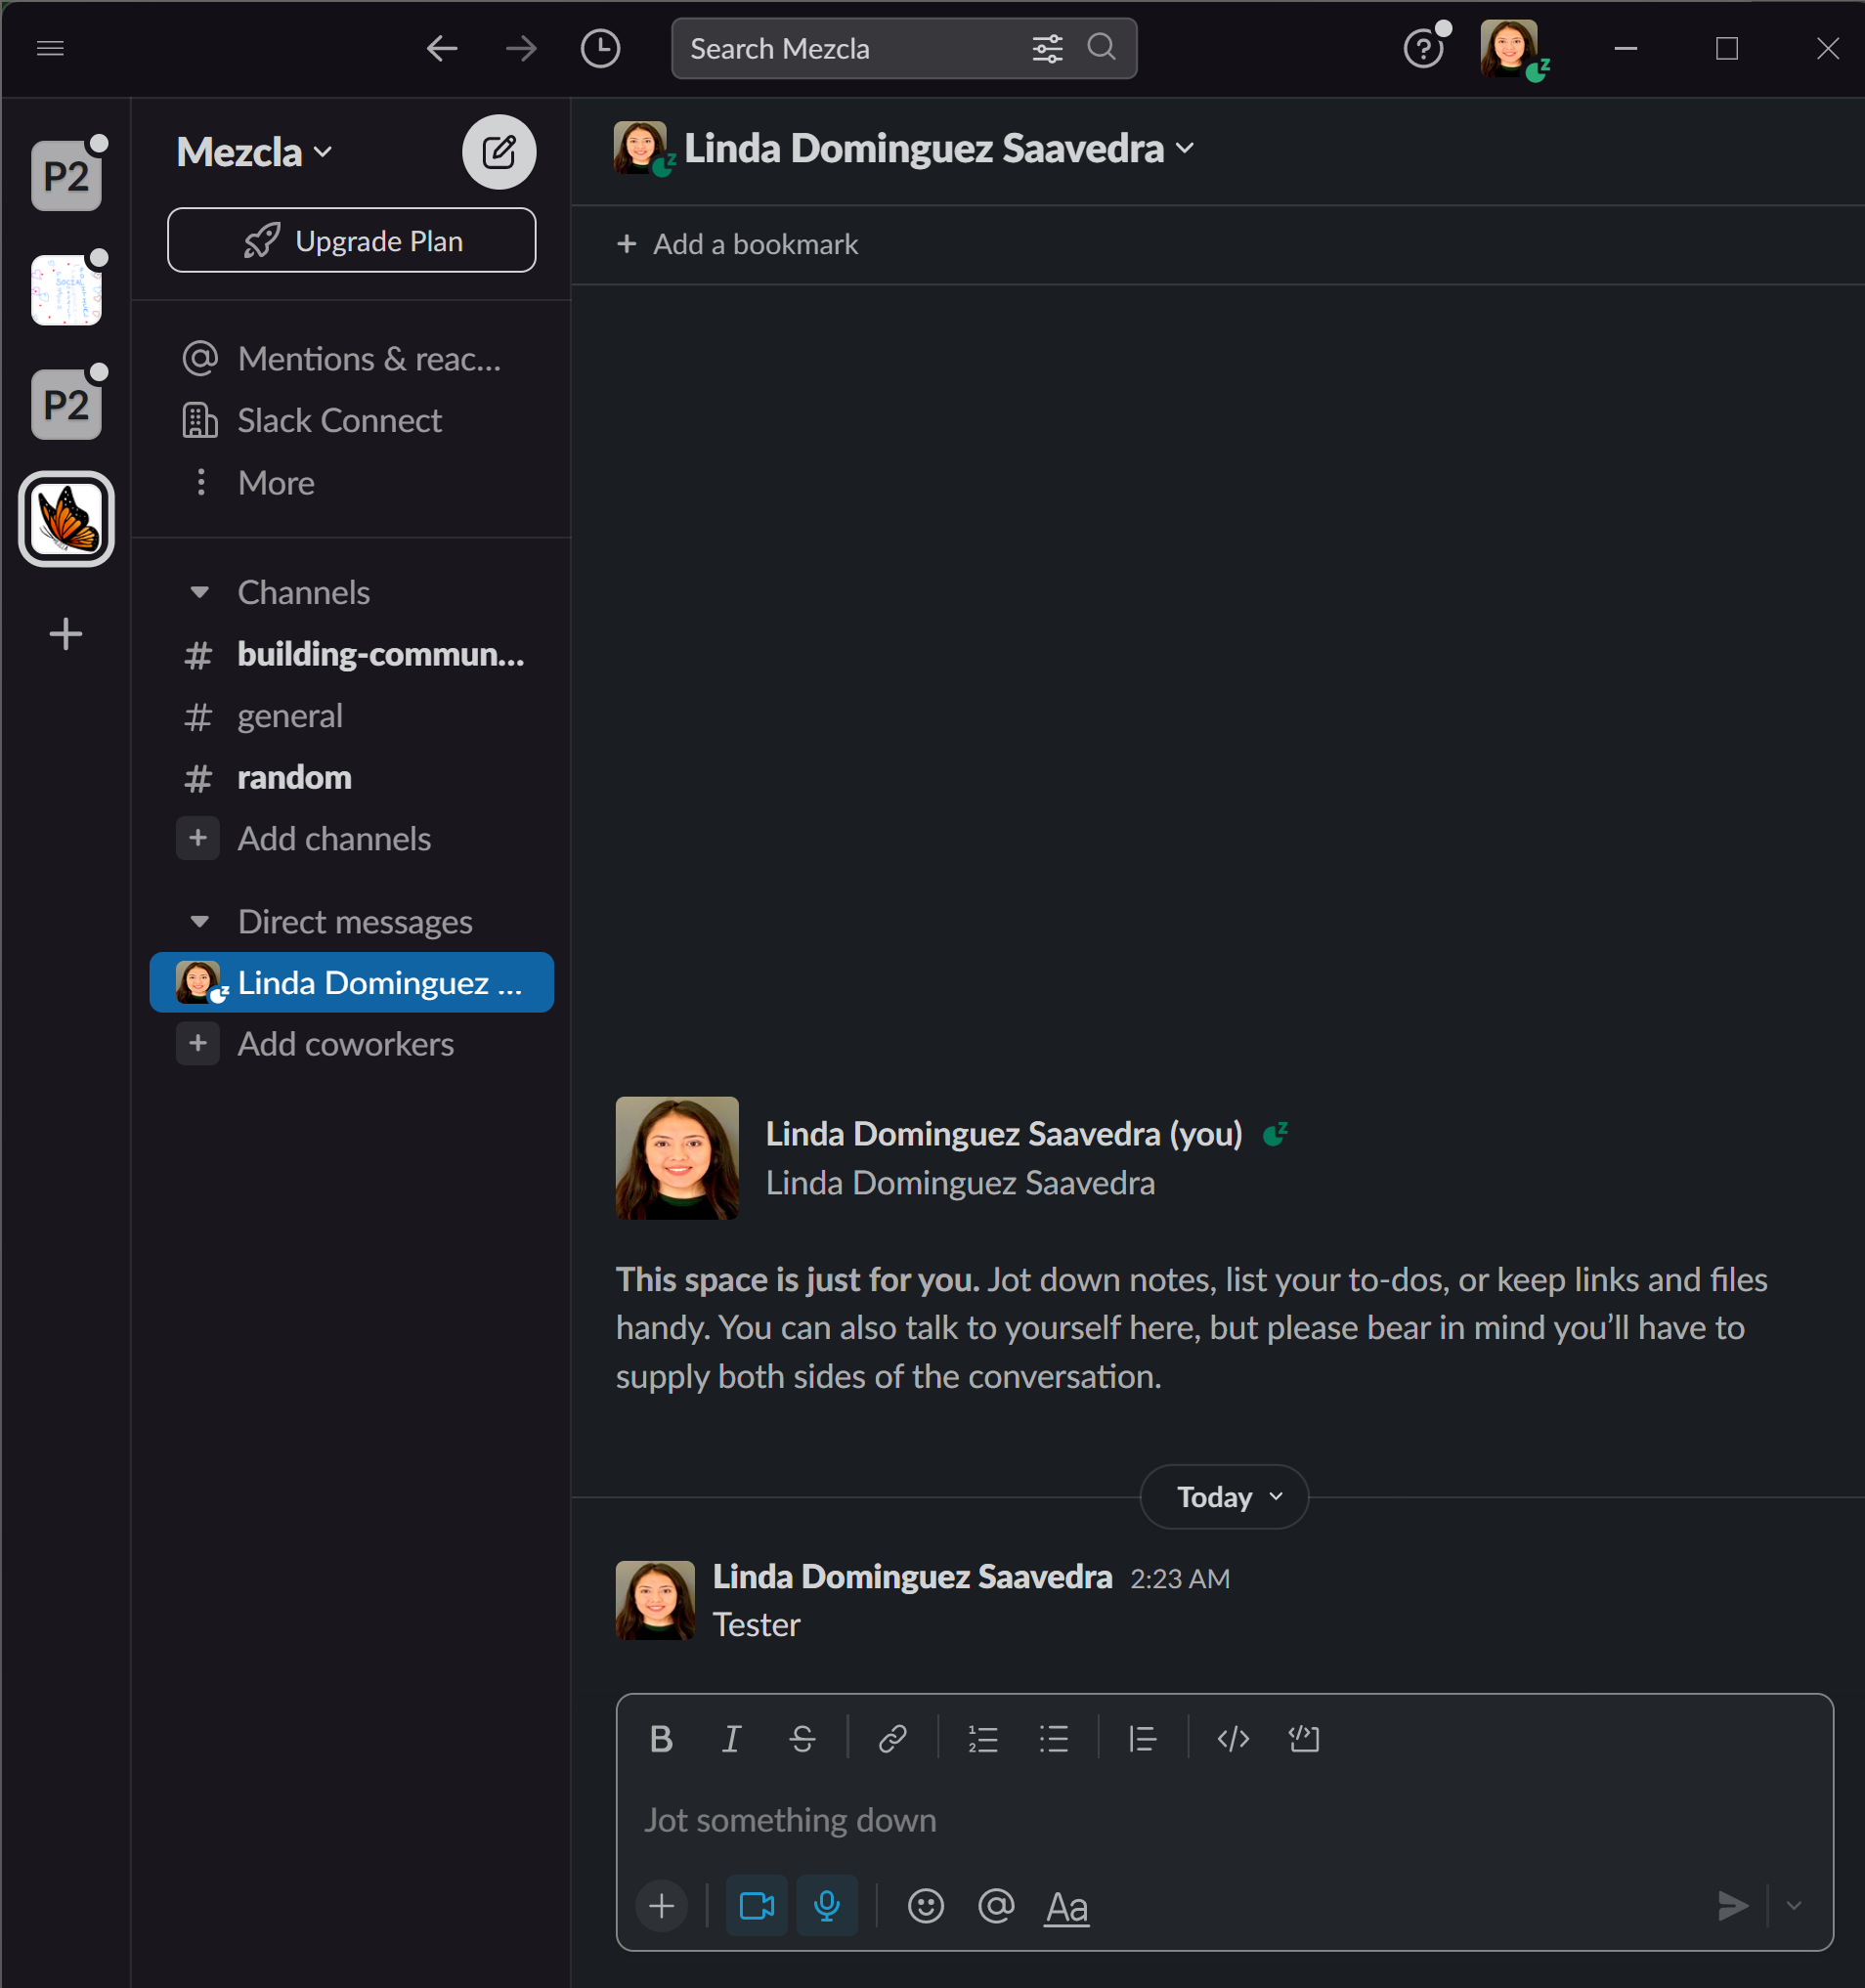 Search Mezcla
P2
P2
Mezcla
Upgrade Plan
Mentions & reac...
Slack Connect
More
Channels
# building-commun...
# general
# random
+ Add channels
Direct messages
Linda Dominguez ...
+ Add coworkers
Linda Dominguez Saavedra
+ Add a bookmark
Linda Dominguez Saavedra (you)
Linda Dominguez Saavedra
This space is just for you. Jot down notes, list your to-dos, or keep links and files
handy. You can also talk to yourself here, but please bear in mind you’ll have to
supply both sides of the conversation.
Today
Linda Dominguez Saavedra 2:23 AM
Tester
B I S
Jot something down
Aa